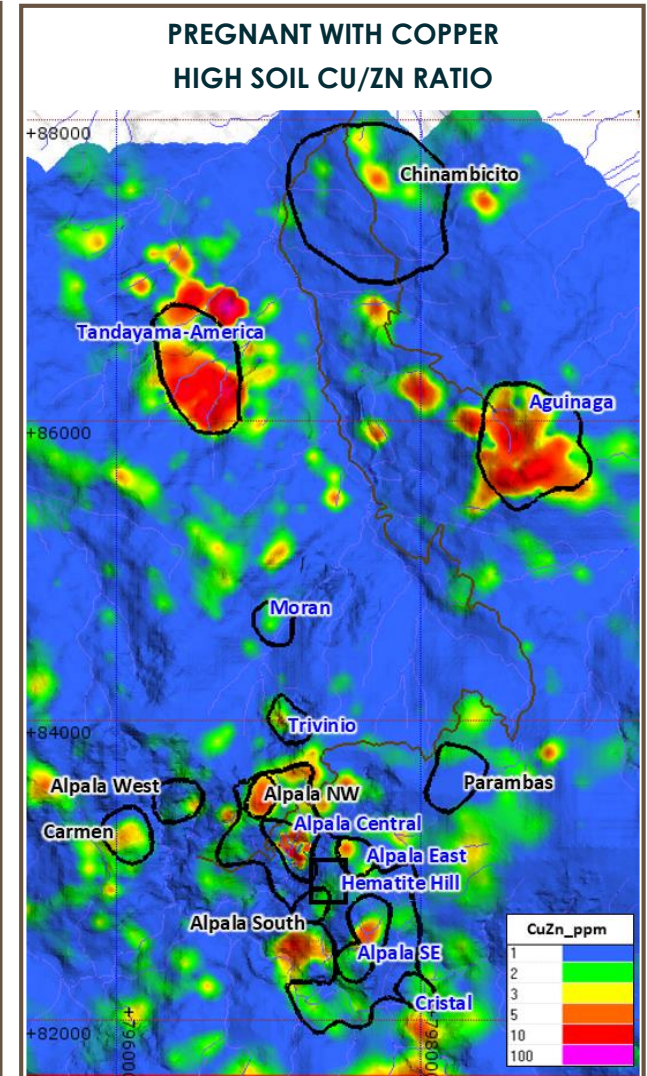 PREGNANT WITH COPPER
HIGH SOIL CU/ZN RATIO
+88000
Chinambicito
Tandayama-America
Aguinaga
+86000
Moran
+84000
Trivinio
Alpala West
Alpala NW
Parambas
Carmen
Alpala Central
Alpala East
Hematite Hill
Alpala South
Alpala SE
Cristal
+82000
+796000
+798000
CuZn_ppm
1
2
3
5
10
100